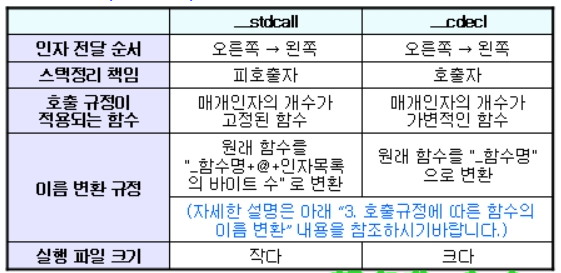 __stdcall __cdecl
인자 전달 순서 오른쪽 → 왼쪽 오른쪽 → 왼쪽
스택정리 책임 피호출자 호출자
호출 규정이
적용되는 함수
매개인자의 개수가
고정된 함수
매개인자의 개수가
가변적인 함수
이름 변환 규정
원래 함수를
"_함수명+@+인자목록
의 바이트 수" 로 변환
원래 함수를 "_함수명"
으로 변환
(자세한 설명은 아래 “3. 호출규정에 따른 함수의
이름 변환” 내용을 참조하시기바랍니다.)
실행 파일 크기 작다 크다